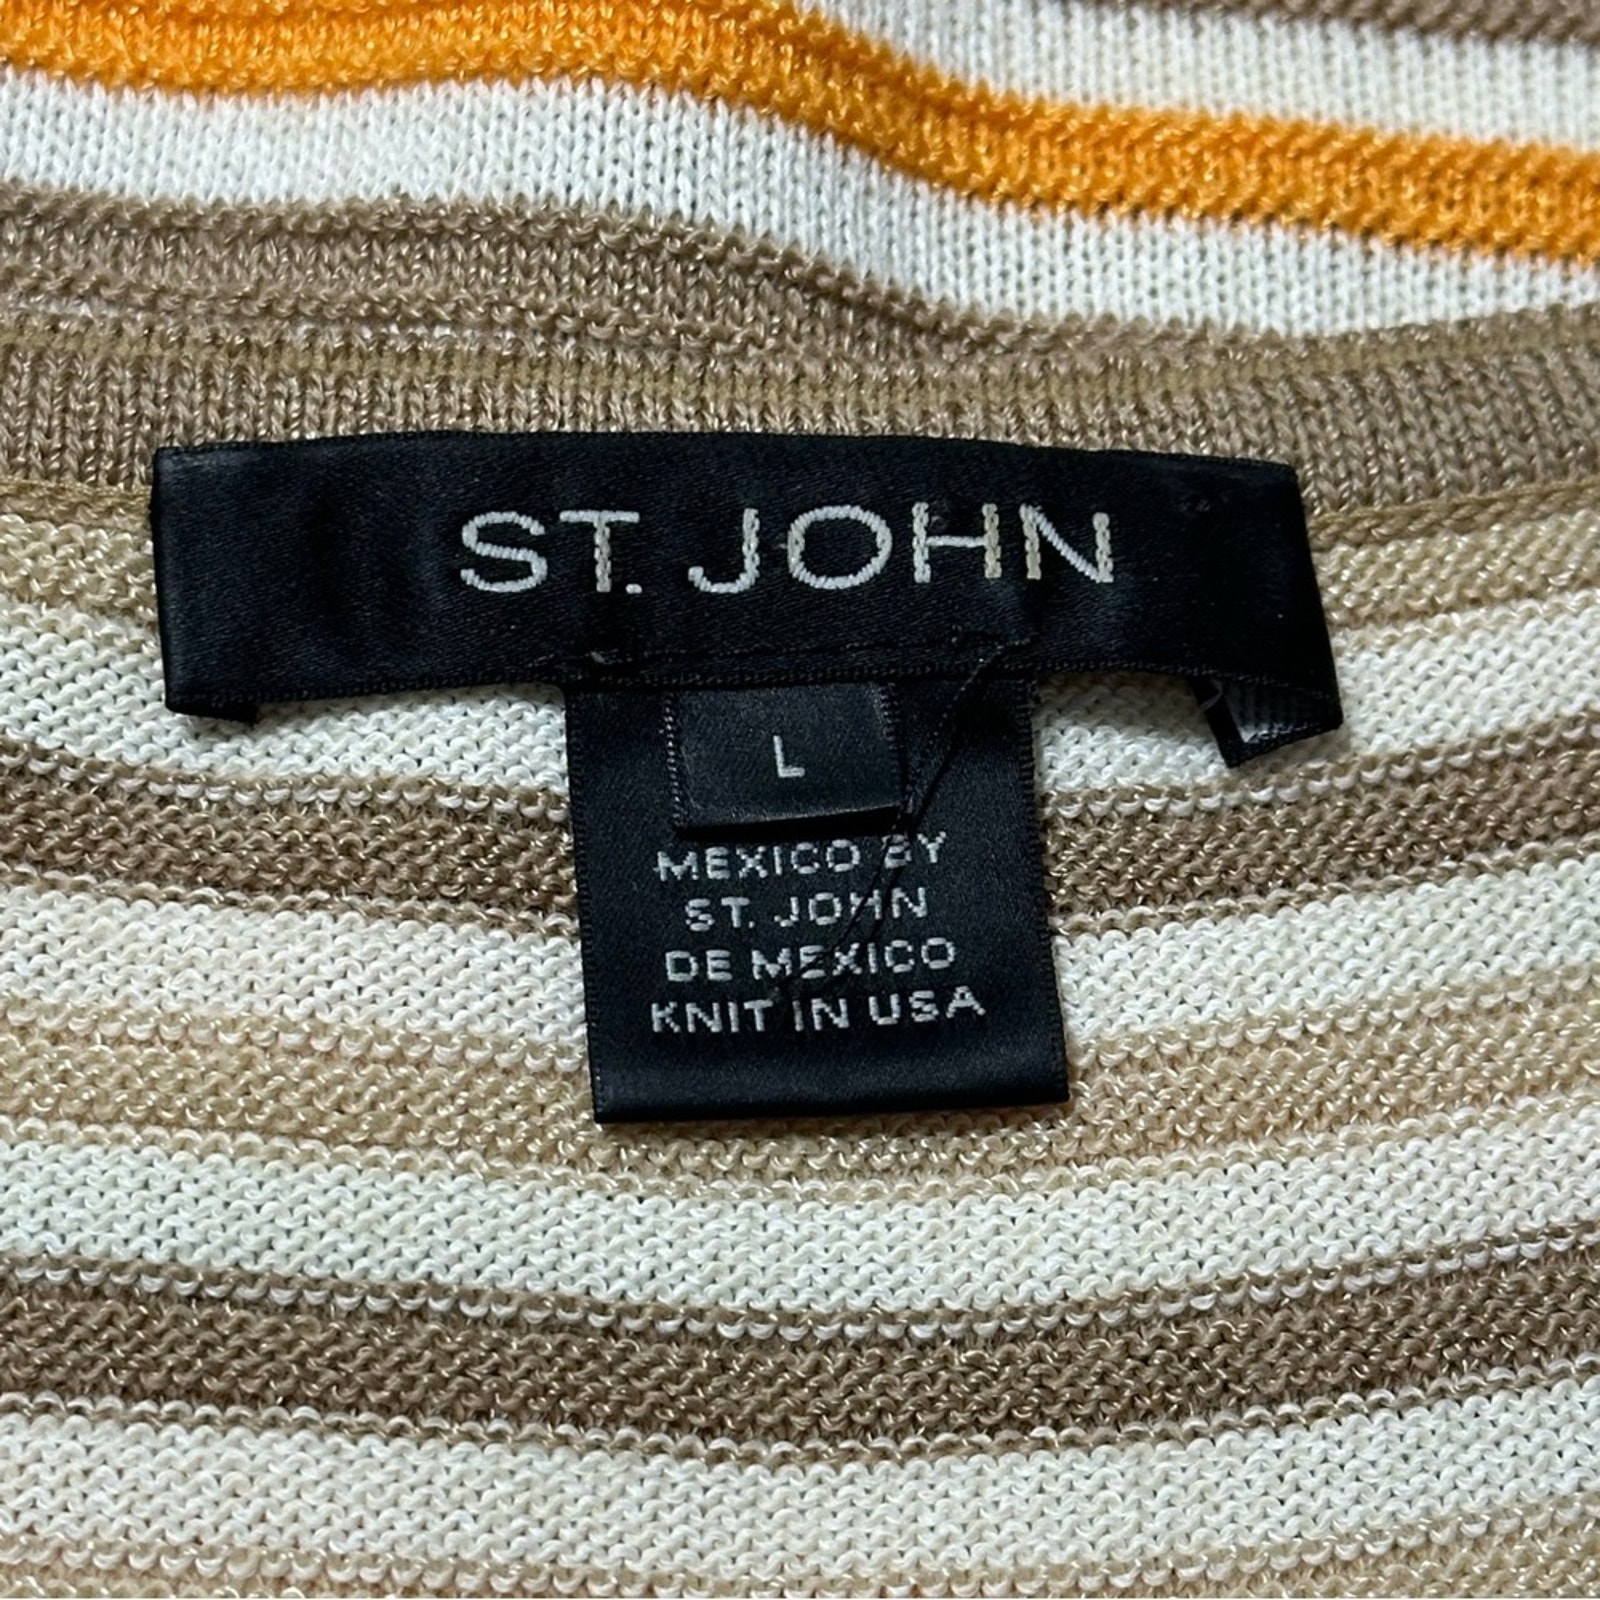 ST. JOHN
L
MEXICO BY
ST. JOHN
DE MEXICO
KNIT IN USA